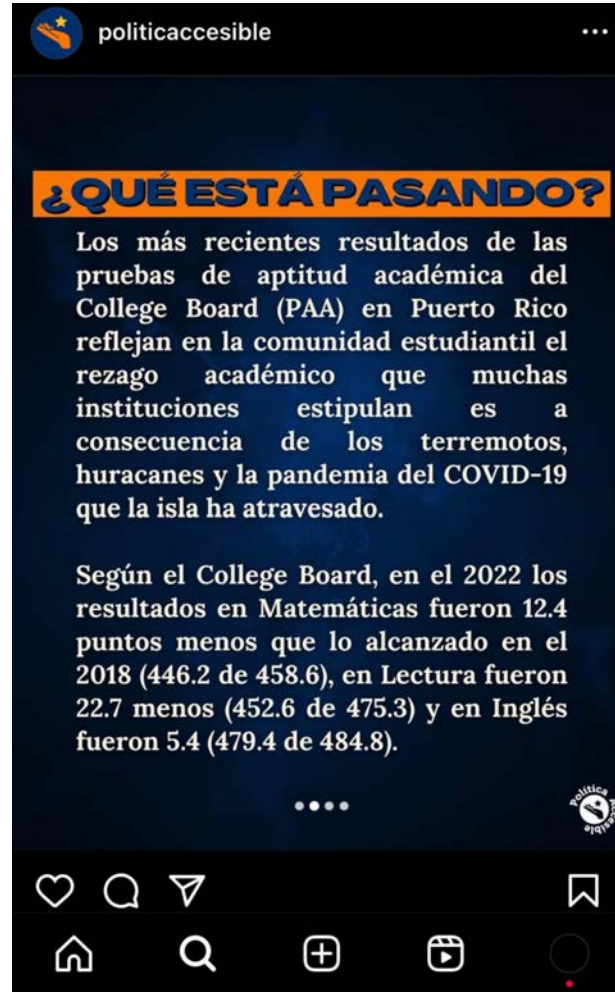 politicaccesible
¿QUÉ ESTÁ PASANDO?
Los más recientes resultados de las
pruebas de aptitud académica del
College Board (PAA) en Puerto Rico
reflejan en la comunidad estudiantil el
rezago académico que muchas
instituciones estipulan es a
consecuencia de los terremotos,
huracanes y la pandemia del COVID-19
que la isla ha atravesado.
Según el College Board, en el 2022 los
resultados en Matemáticas fueron 12.4
puntos menos que lo alcanzado en el
2018 (446.2 de 458.6), en Lectura fueron
22.7 menos (452.6 de 475.3) y en Inglés
fueron 5.4 (479.4 de 484.8).
Política